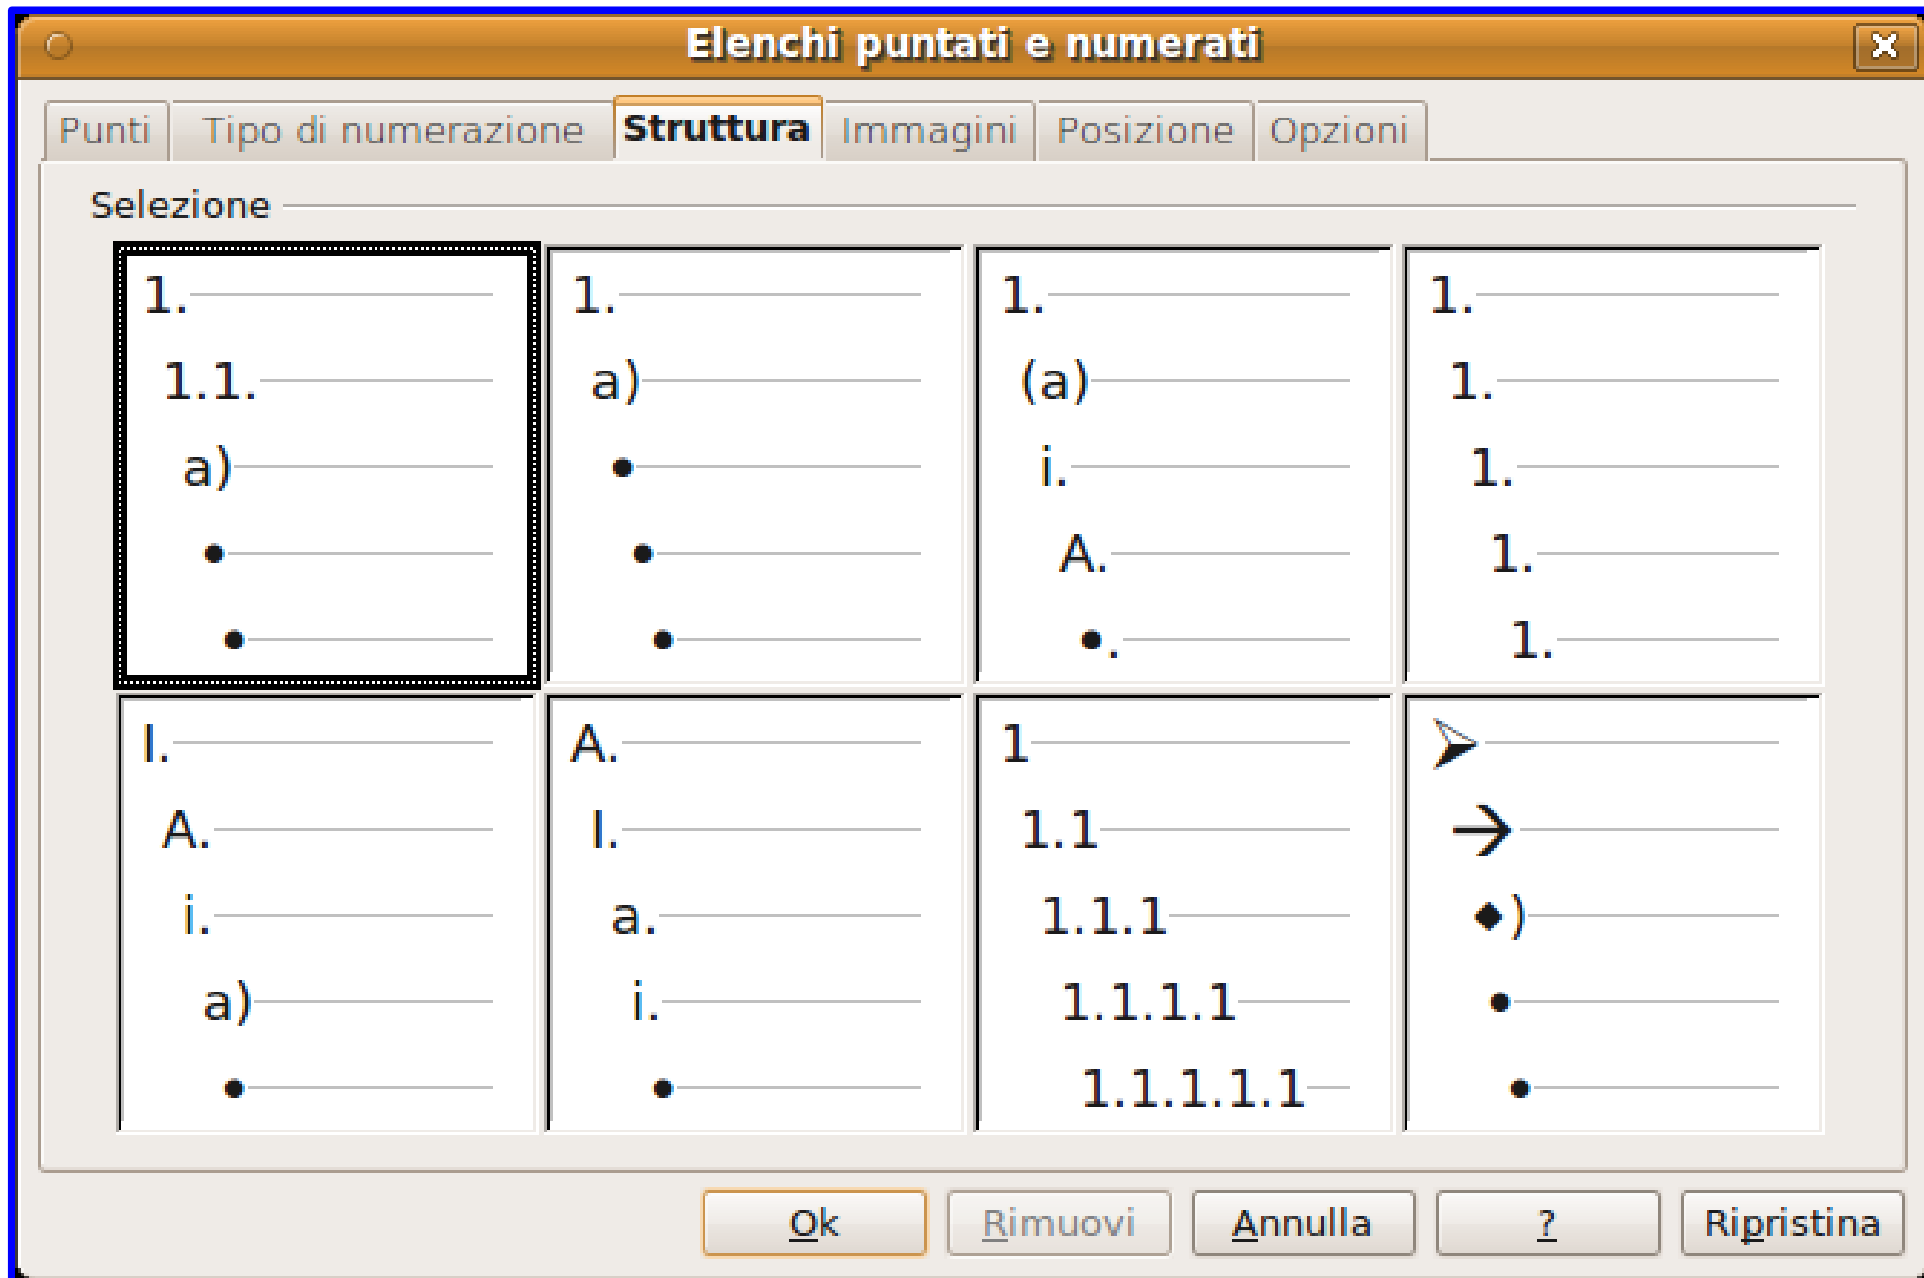 Elenchi puntati e numerati
Punti Tipo di numerazione Struttura Immagini Posizione Opzioni
Selezione
1. 1. 1. 1.
1.1. a) (a) 1.
a) • i. 1.
• • A. 1.
• • •. 1.
I. A. 1 ➢
A. I. 1.1 →
i. a. 1.1.1 ◆)
a) i. 1.1.1.1 •
• • 1.1.1.1.1 •
Ok Rimuovi Annulla ? Ripristina